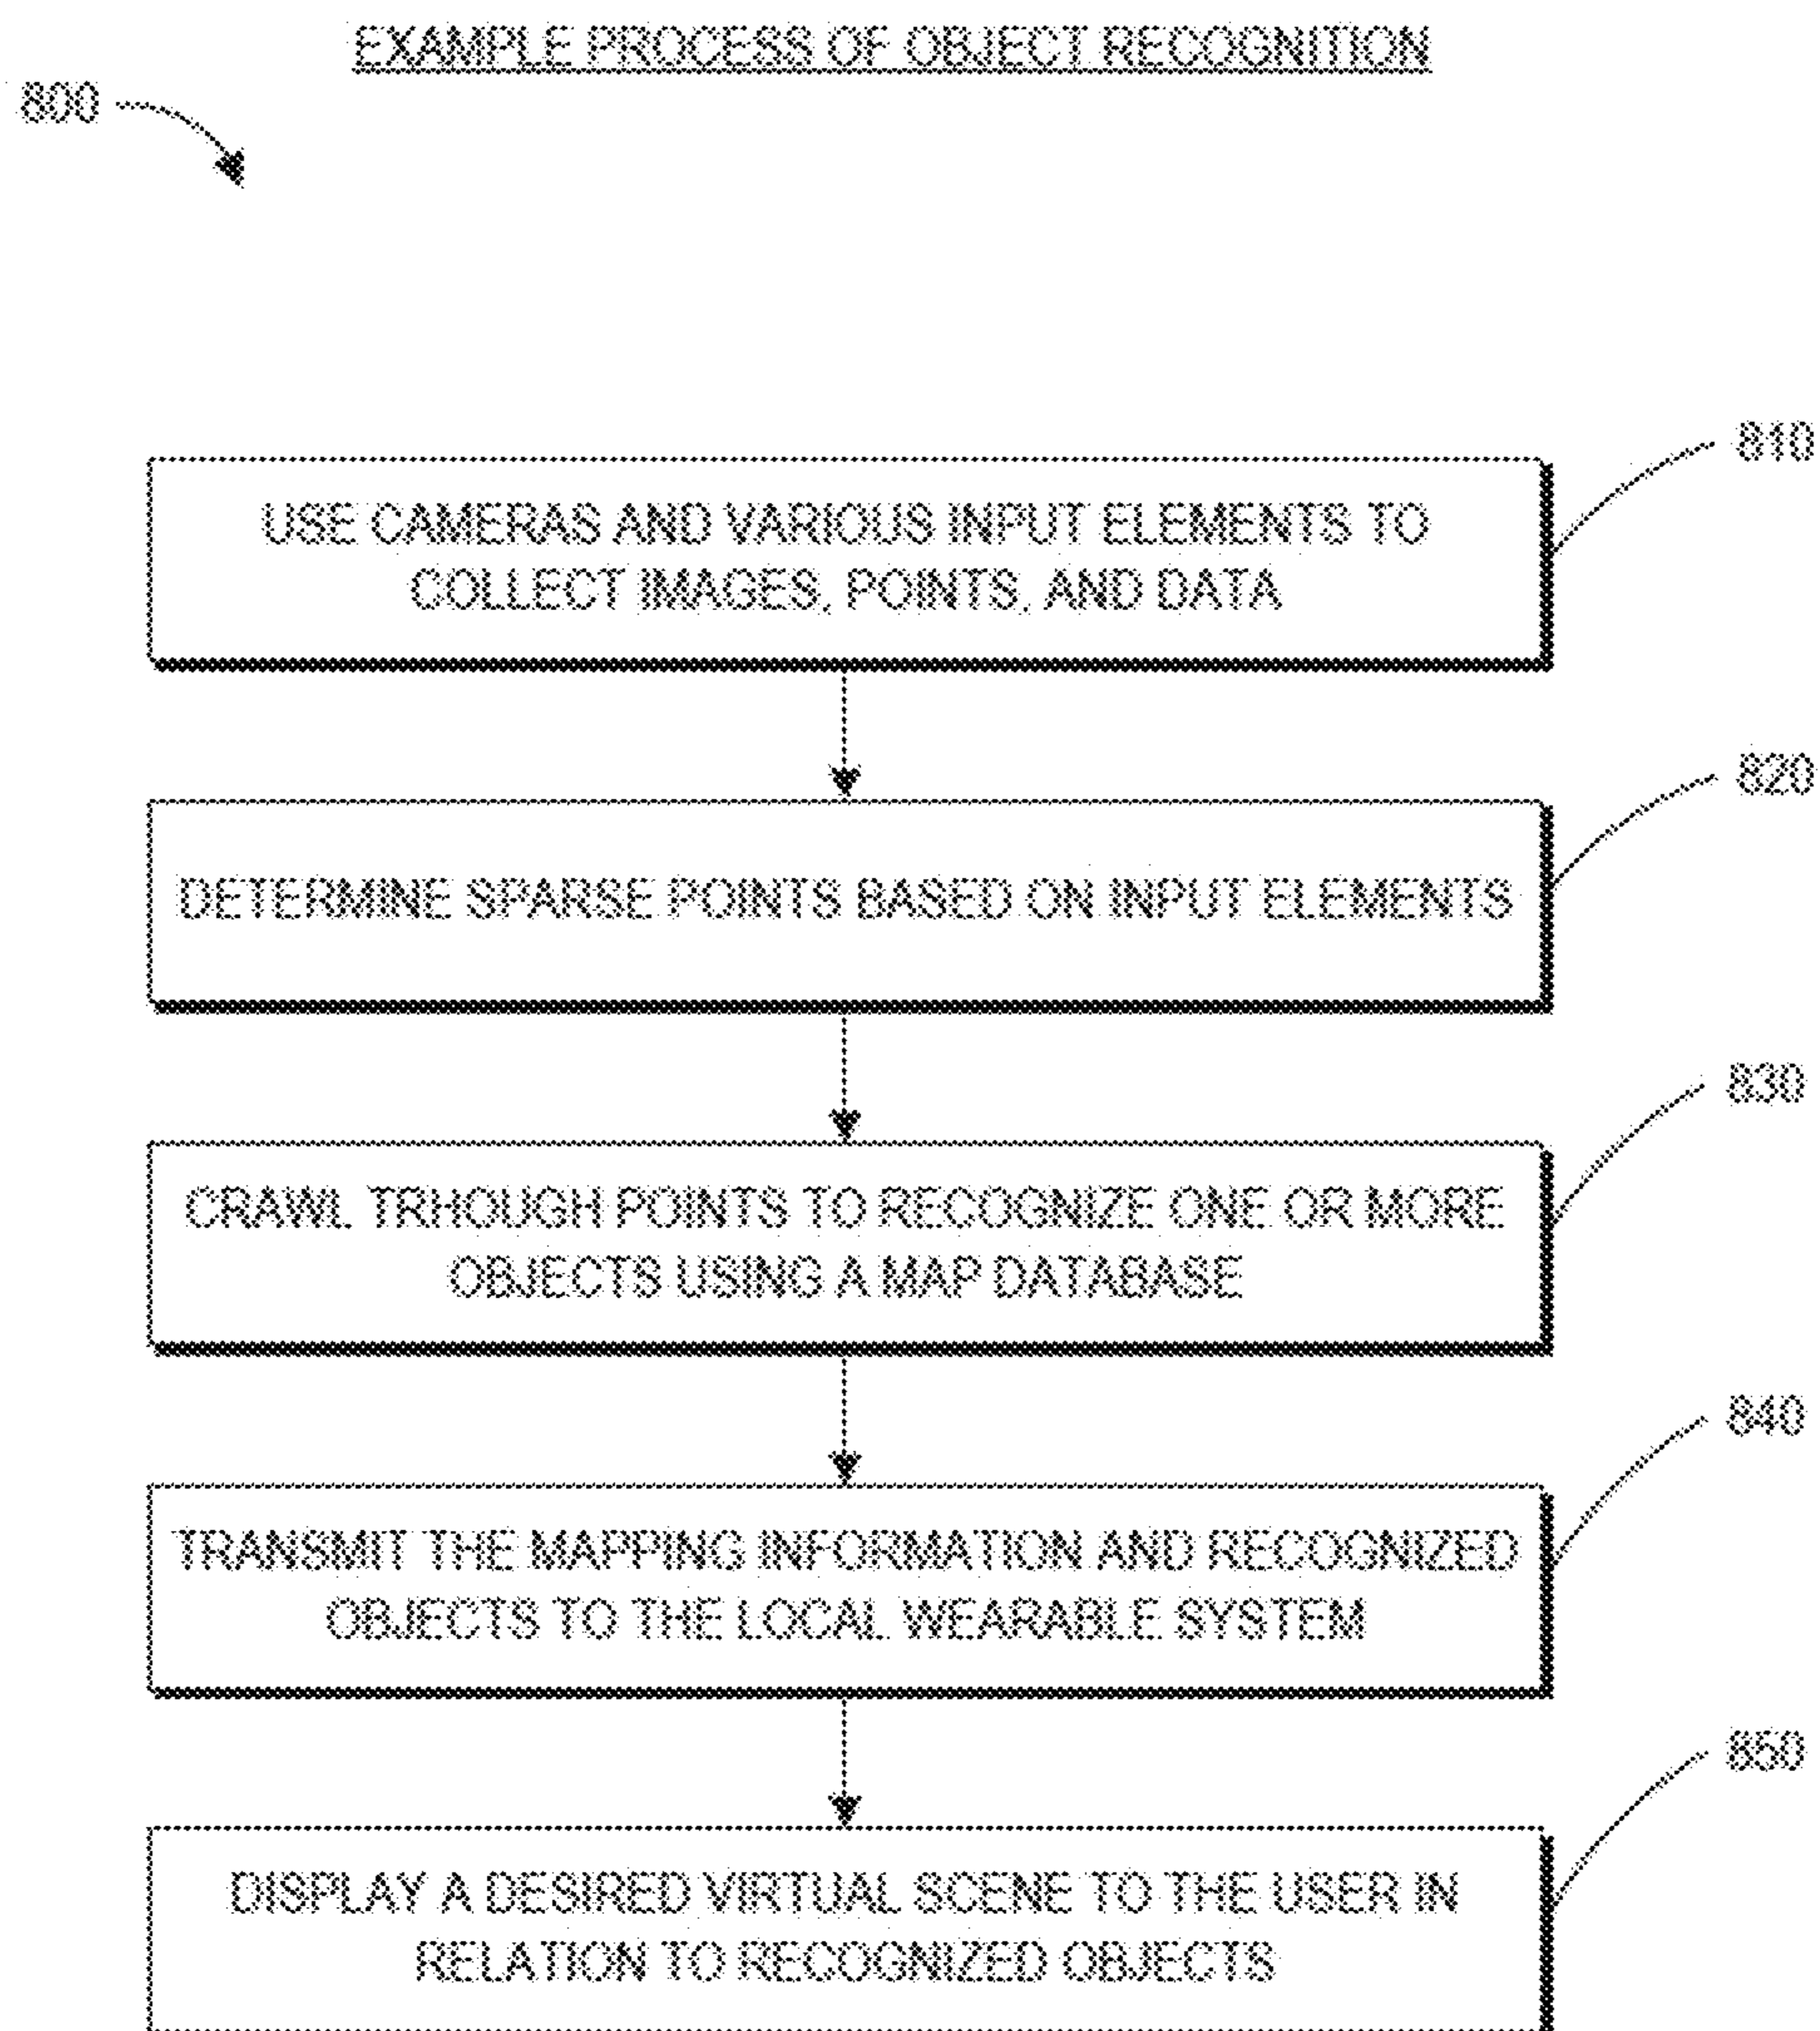 EXAMPLE PROCESS OF OBJECT RECOGNITION
800
810
USE CAMERAS AND VARIOUS INPUT ELEMENTS TO
COLLECT IMAGES, POINTS, AND DATA
820
DETERMINE SPARSE POINTS BASED ON INPUT ELEMENTS
830
CRAWL TRHOUGH POINTS TO RECOGNIZE ONE OR MORE
OBJECTS USING A MAP DATABASE
840
TRANSMIT THE MAPPING INFORMATION AND RECOGNIZED
OBJECTS TO THE LOCAL WEARABLE SYSTEM
850
DISPLAY A DESIRED VIRTUAL SCENE TO THE USER IN
RELATION TO RECOGNIZED OBJECTS